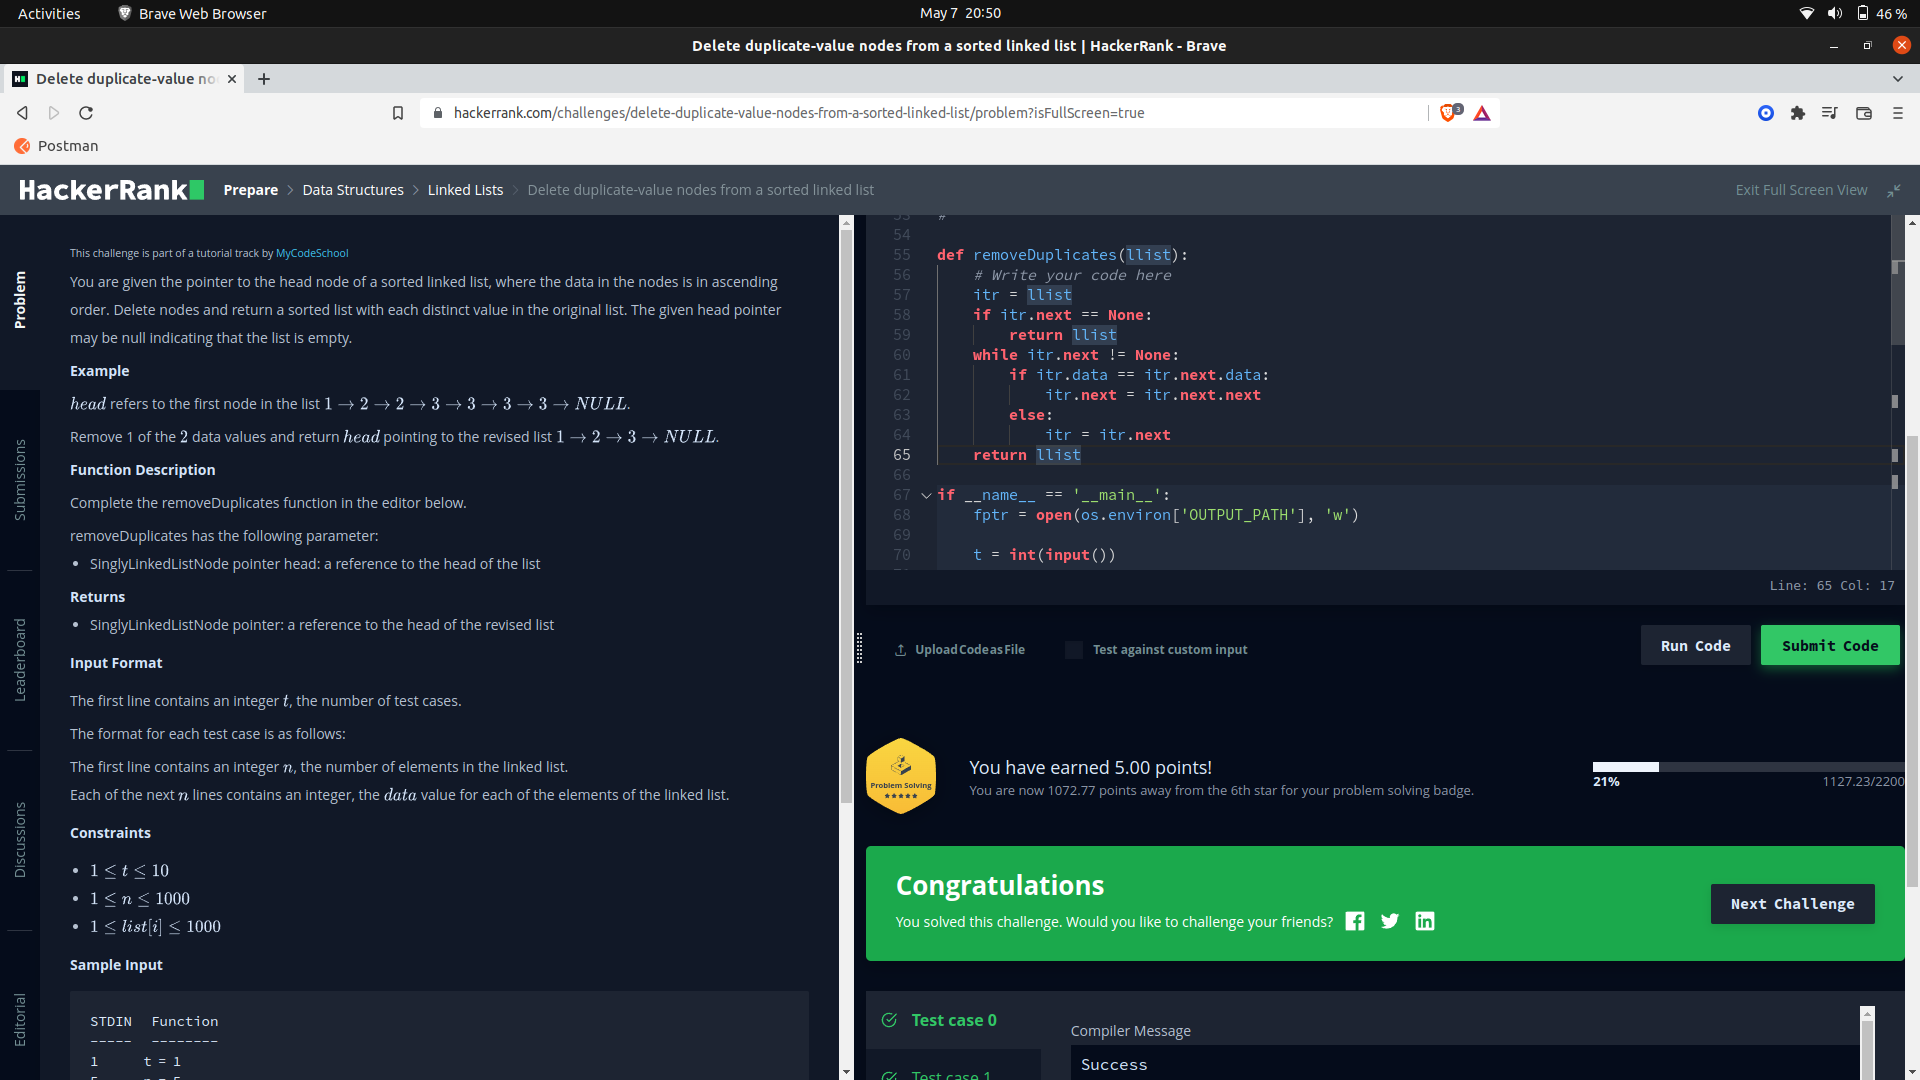 Activities
Brave Web Browser
May 7 20:50
46 %
Delete duplicate-value nodes from a sorted linked list | HackerRank - Brave
Delete duplicate-value no
hackerrank.com/challenges/delete-duplicate-value-nodes-from-a-sorted-linked-list/problem?isFullScreen=true
3
Postman
HackerRank
Prepare > Data Structures > Linked Lists > Delete duplicate-value nodes from a sorted linked list
Exit Full Screen View
Problem
Submissions
Leaderboard
Discussions
Editorial
This challenge is part of a tutorial track by MyCodeSchool
You are given the pointer to the head node of a sorted linked list, where the data in the nodes is in ascending
order. Delete nodes and return a sorted list with each distinct value in the original list. The given head pointer
may be null indicating that the list is empty.
Example
head refers to the first node in the list 1 → 2 → 2 → 3 → 3 → 3 → 3 → NULL.
Remove 1 of the 2 data values and return head pointing to the revised list 1 → 2 → 3 → NULL.
Function Description
Complete the removeDuplicates function in the editor below.
removeDuplicates has the following parameter:
• SinglyLinkedListNode pointer head: a reference to the head of the list
Returns
• SinglyLinkedListNode pointer: a reference to the head of the revised list
Input Format
The first line contains an integer t, the number of test cases.
The format for each test case is as follows:
The first line contains an integer n, the number of elements in the linked list.
Each of the next n lines contains an integer, the data value for each of the elements of the linked list.
Constraints
• 1 ≤ t ≤ 10
• 1 ≤ n ≤ 1000
• 1 ≤ list[i] ≤ 1000
Sample Input
STDIN Function
----- --------
1 t = 1
53 #
54
55 def removeDuplicates(llist):
56 # Write your code here
57 itr = llist
58 if itr.next == None:
59 return llist
60 while itr.next != None:
61 if itr.data == itr.next.data:
62 itr.next = itr.next.next
63 else:
64 itr = itr.next
65 return llist
66
67 if __name__ == '__main__':
68 fptr = open(os.environ['OUTPUT_PATH'], 'w')
69
70 t = int(input())
Line: 65 Col: 17
Upload Code as File
Test against custom input
Run Code
Submit Code
Problem Solving
You have earned 5.00 points!
You are now 1072.77 points away from the 6th star for your problem solving badge.
21%
1127.23/2200
Congratulations
You solved this challenge. Would you like to challenge your friends?
Next Challenge
Test case 0
Test case 1
Compiler Message
Success